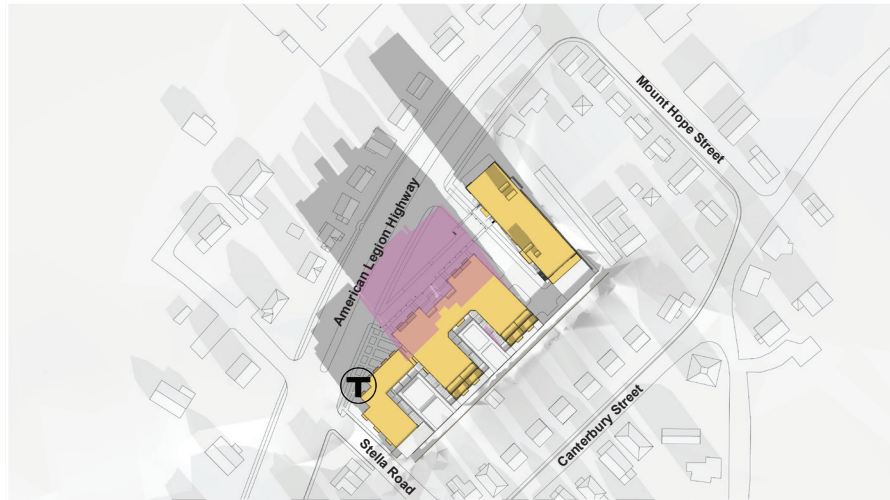 Mount Hope Street
American Legion Highway
T
Canterbury Street
Stella Road